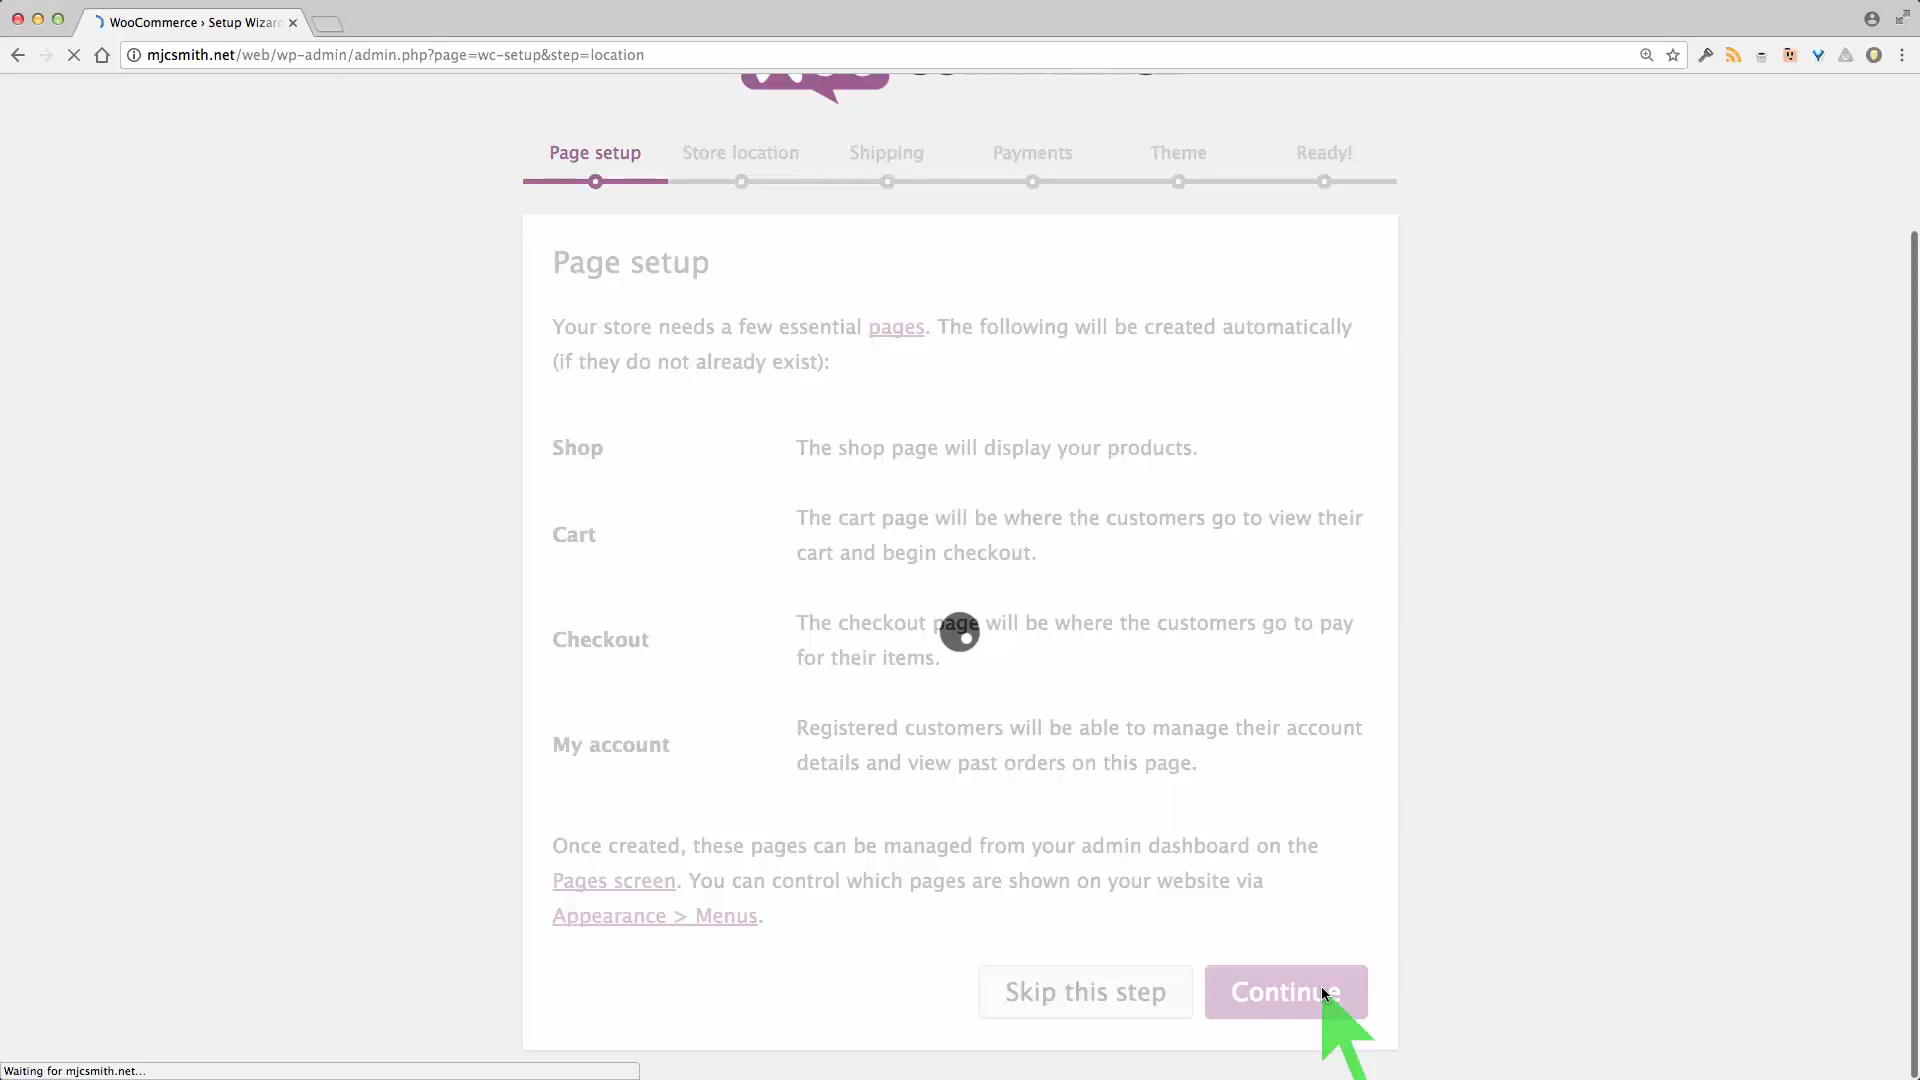 WooCommerce › Setup Wizard
mjcsmith.net/web/wp-admin/admin.php?page=wc-setup&step=location
Page setup
Store location
Shipping
Payments
Theme
Ready!
Page setup
Your store needs a few essential pages. The following will be created automatically
(if they do not already exist):
Shop
The shop page will display your products.
Cart
The cart page will be where the customers go to view their
cart and begin checkout.
Checkout
The checkout page will be where the customers go to pay
for their items.
My account
Registered customers will be able to manage their account
details and view past orders on this page.
Once created, these pages can be managed from your admin dashboard on the
Pages screen. You can control which pages are shown on your website via
Appearance > Menus.
Skip this step
Continue
Waiting for mjcsmith.net...